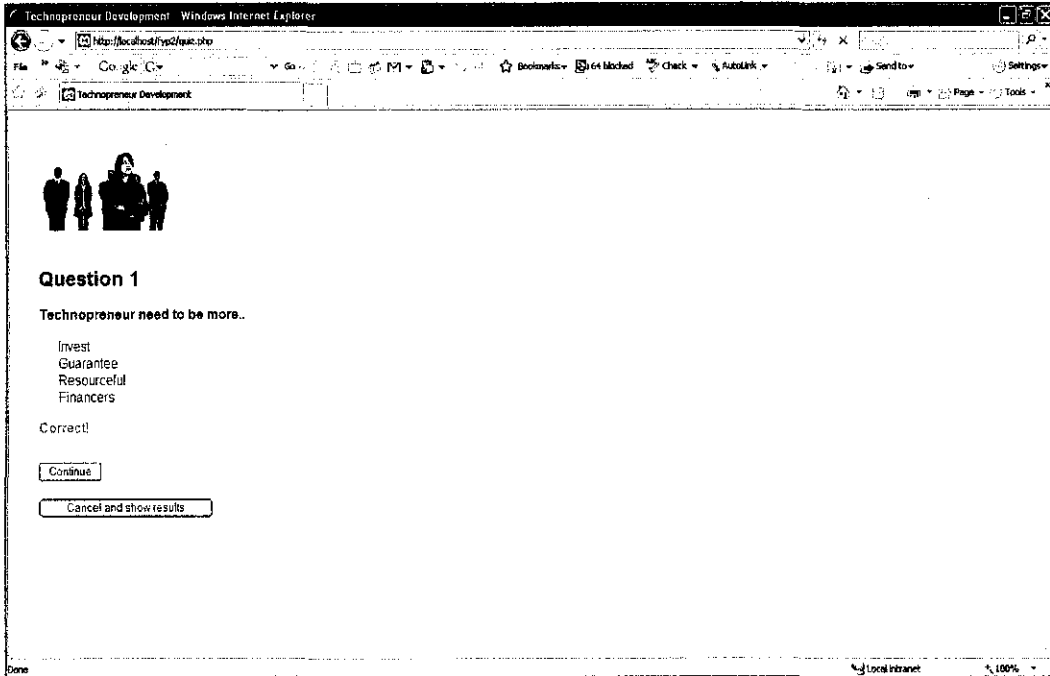 Technopreneur Development Windows Internet Explorer
http://localhost/fyp2/quiz.php
File Google Go Bookmarks 64 blocked Check AutoLink Send to Settings
Technopreneur Development Page Tools
Question 1
Technopreneur need to be more..
Invest
Guarantee
Resourceful
Financers
Correct!
Continue
Cancel and show results
Done Local intranet 100%